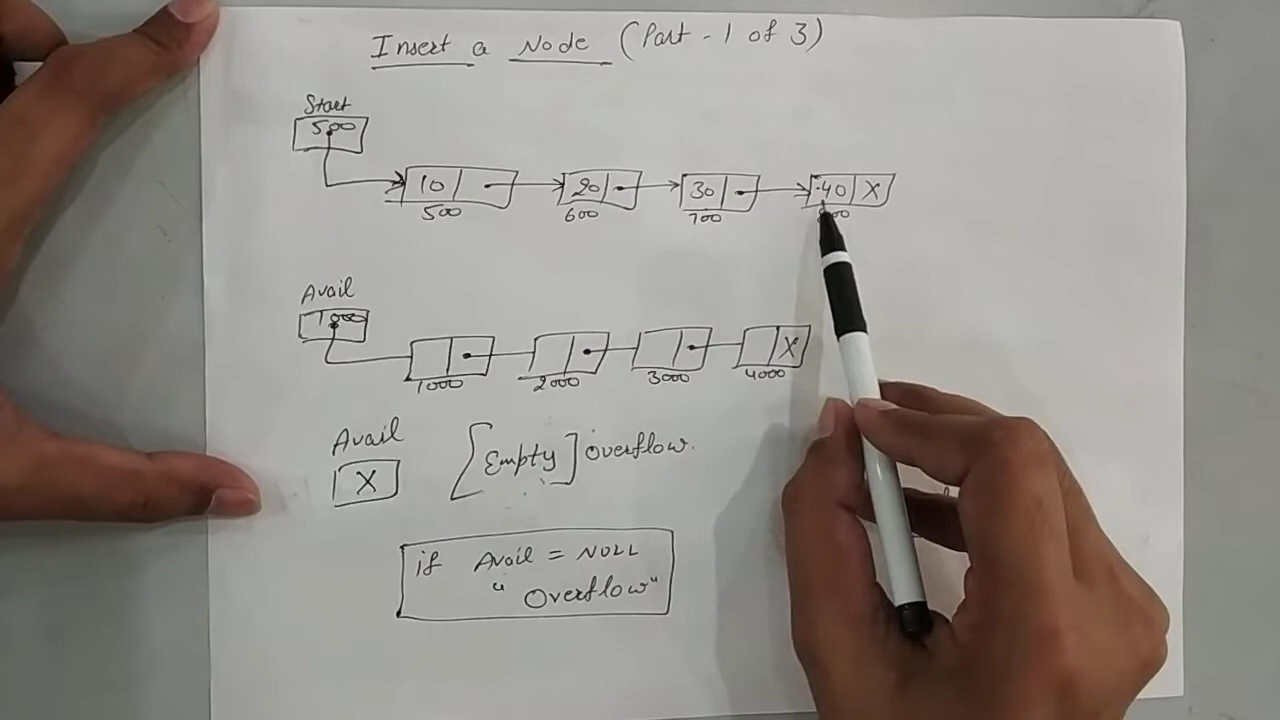 Insert a Node (Part - 1 of 3)
Start
500
10 20 30 40 X
500 600 700
Avail
1000
X
1000 2000 3000 4000
Avail
X [Empty] overflow.
if Avail = NULL
"Overflow"